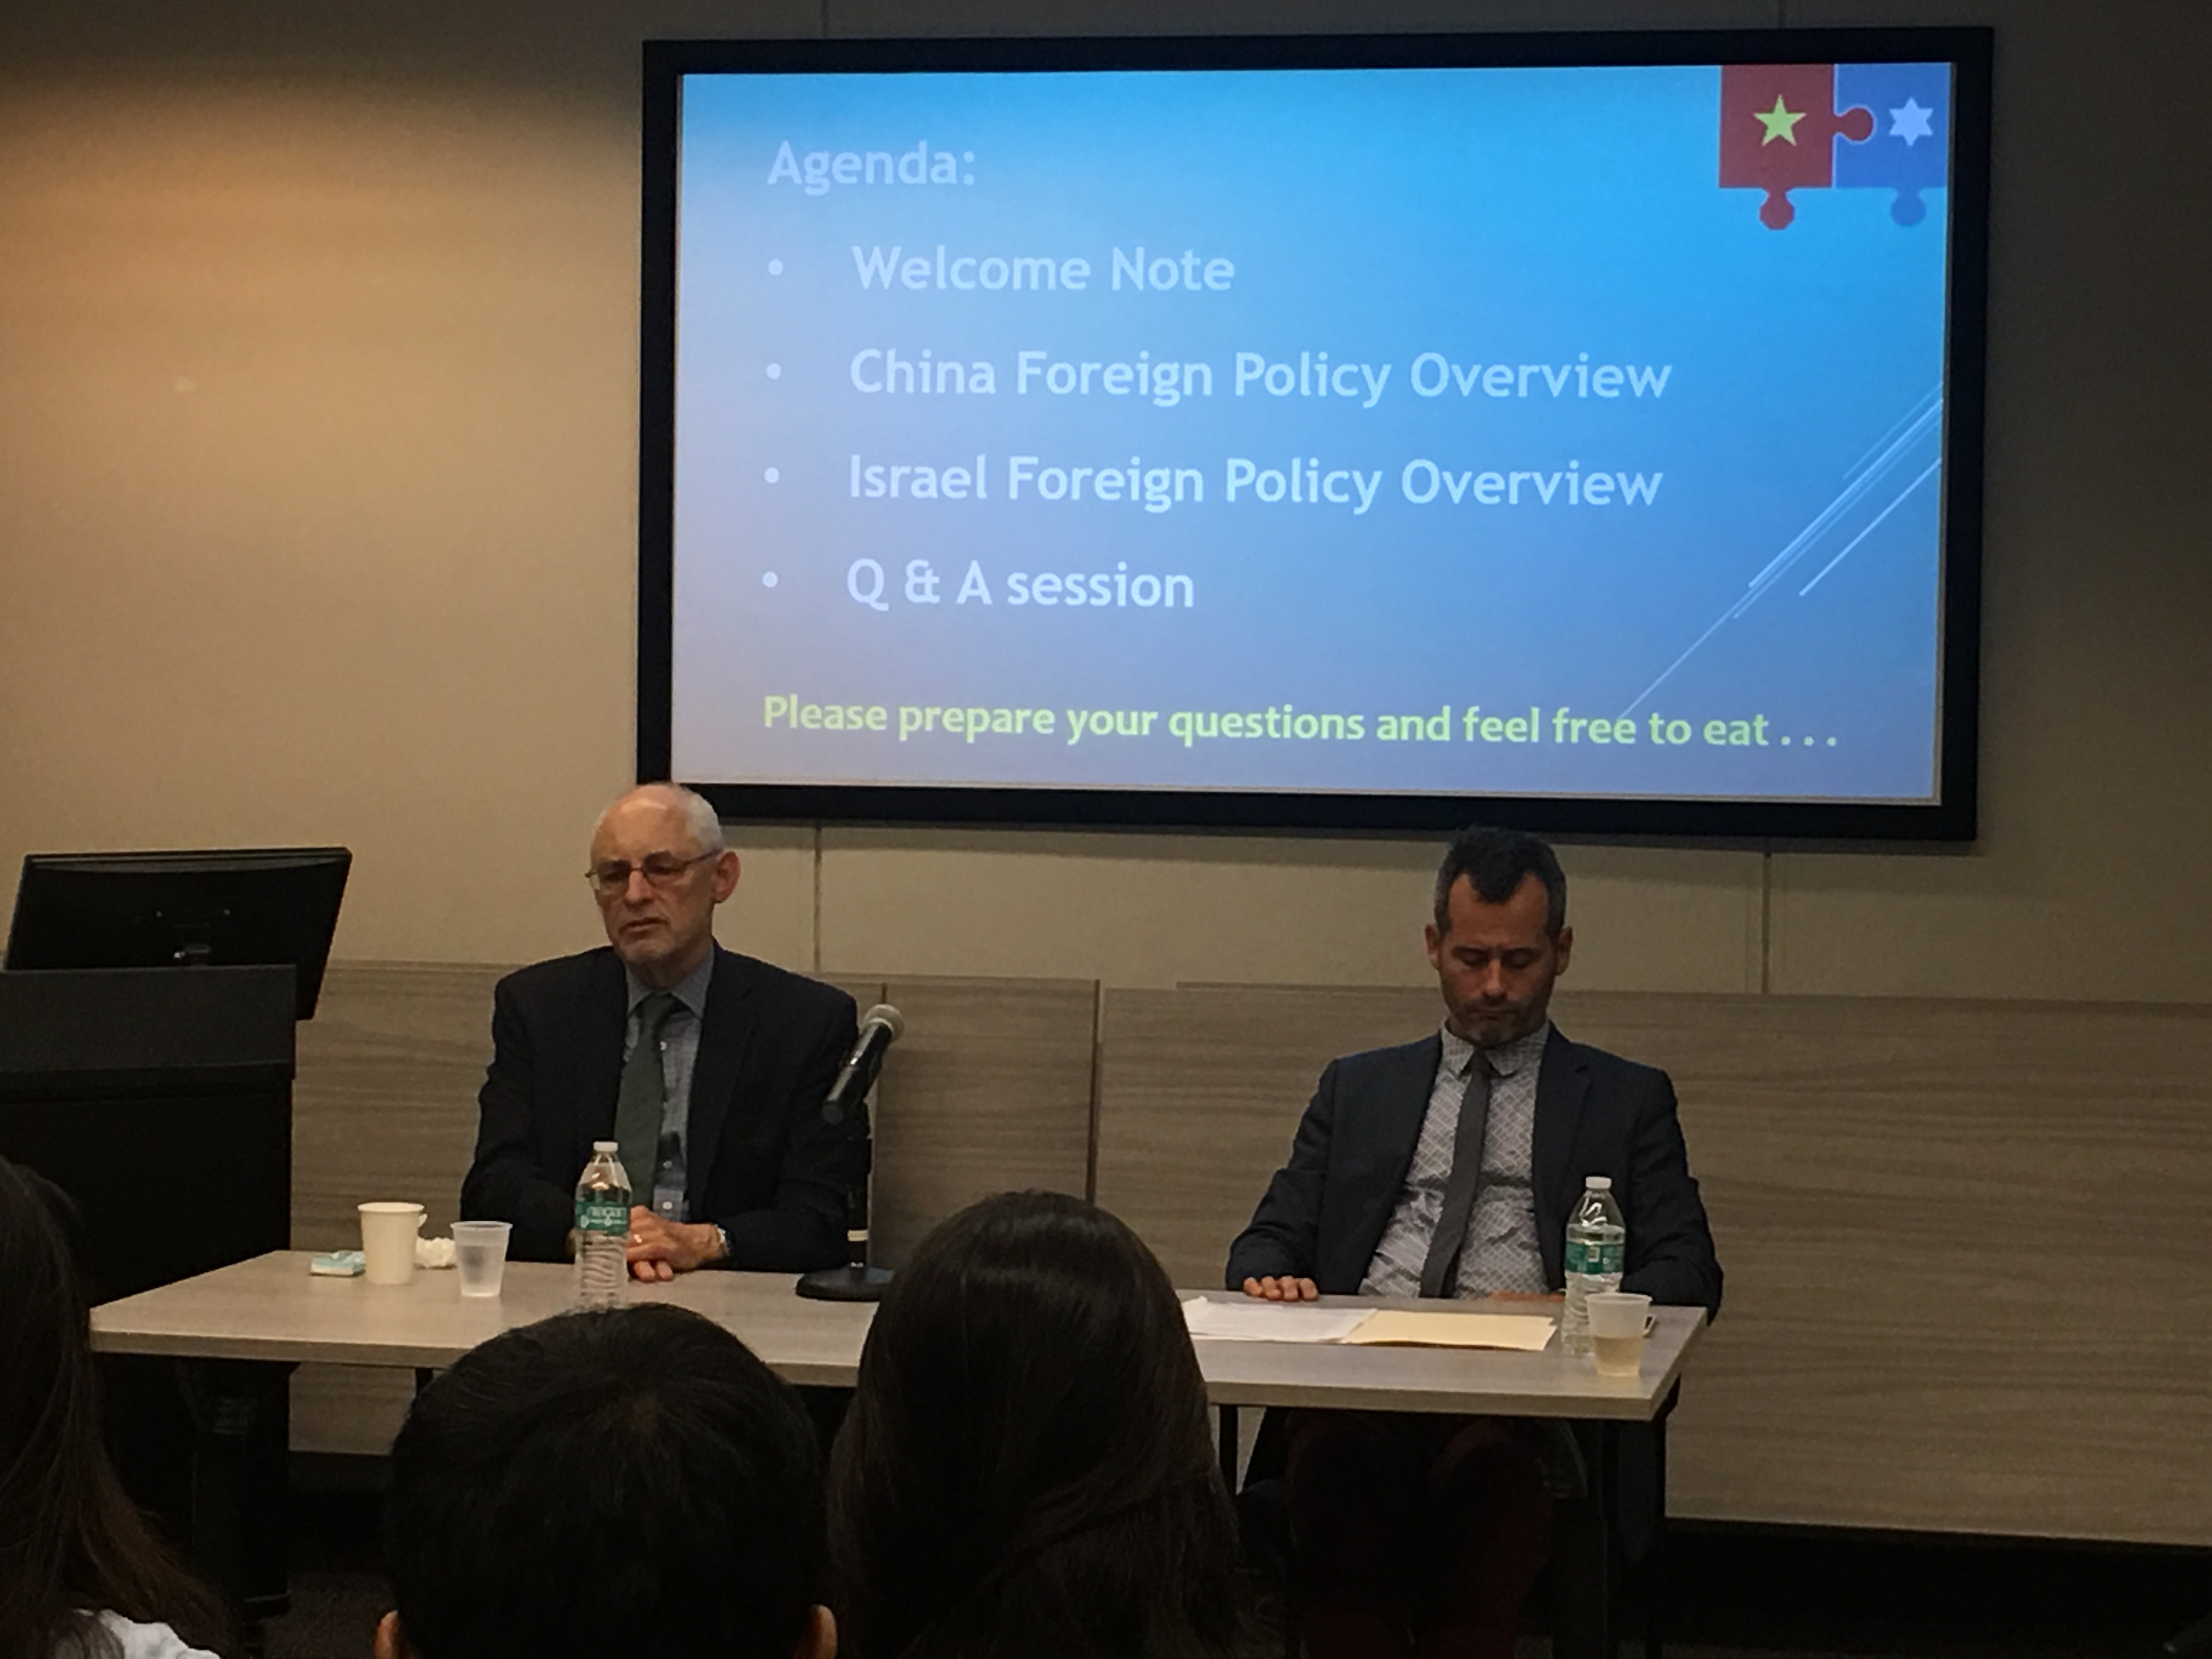 Agenda:
• Welcome Note
• China Foreign Policy Overview
• Israel Foreign Policy Overview
• Q & A session
Please prepare your questions and feel free to eat . . .